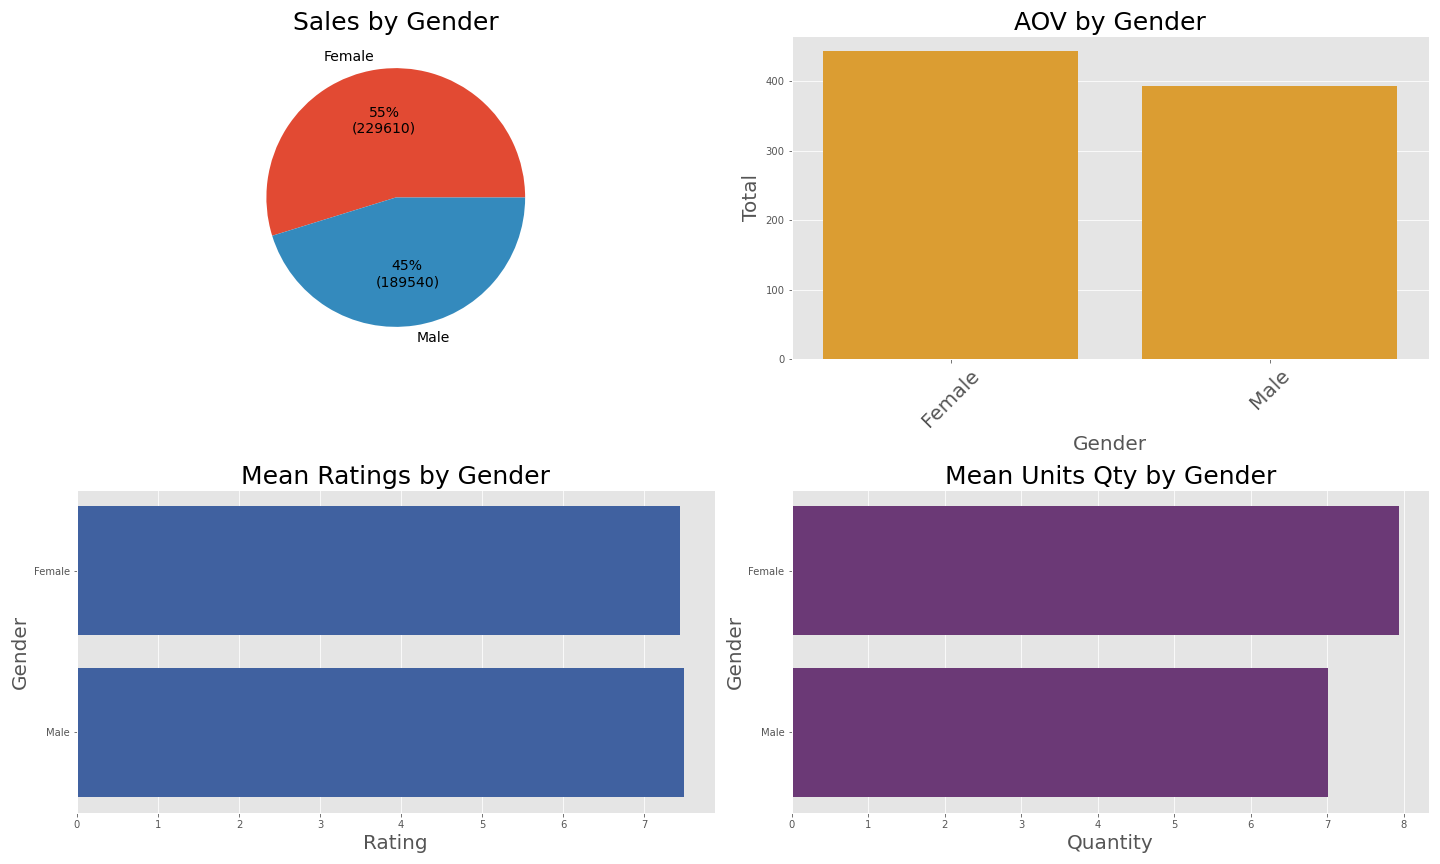 Sales by Gender
Female
55%
(229610)
45%
(189540)
Male
AOV by Gender
Total
400
300
200
100
0
Female
Male
Gender
Mean Ratings by Gender
Gender
Female
Male
0 1 2 3 4 5 6 7
Rating
Mean Units Qty by Gender
Gender
Female
Male
0 1 2 3 4 5 6 7 8
Quantity